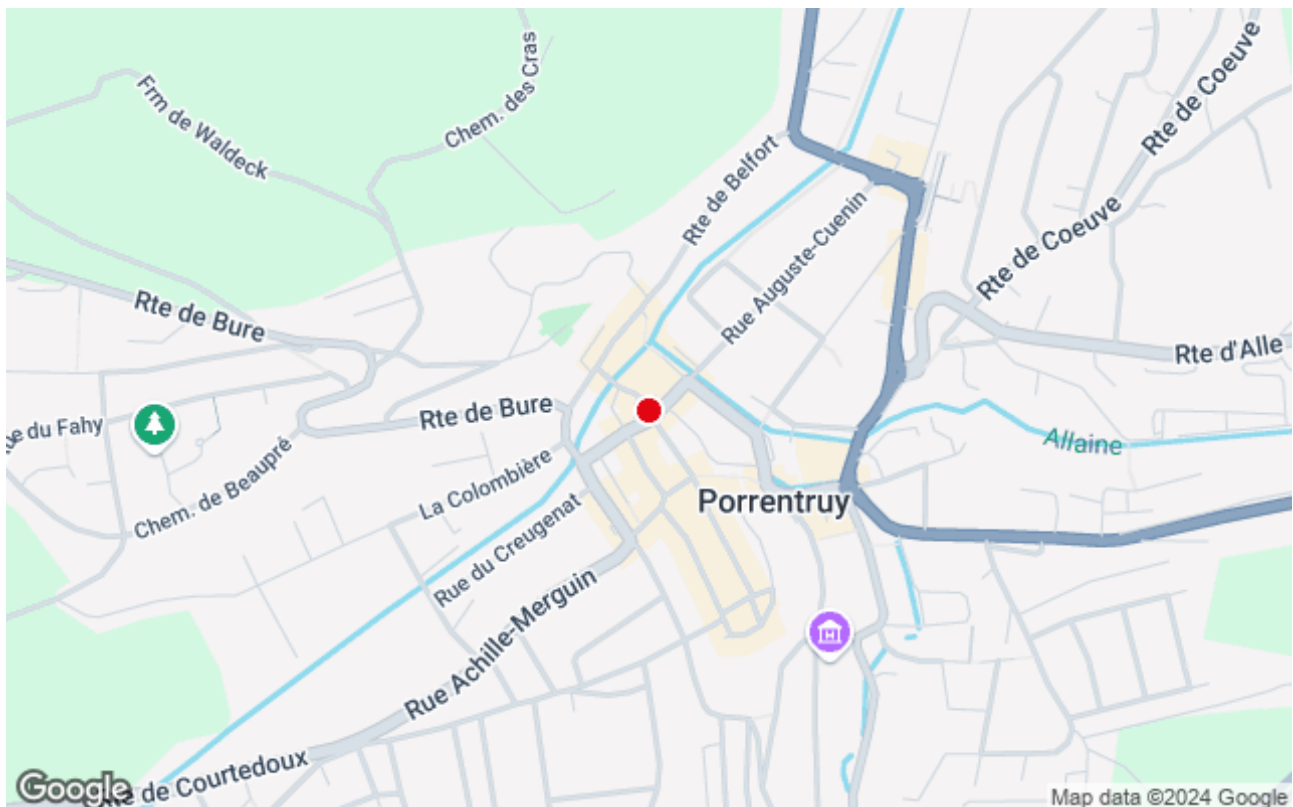 Frm de Waldeck
Chem. des Cras
Rte de Belfort
Rte de Coeuve
Rue Auguste-Cuenin
Rte de Coeuve
Rte de Bure
Rte d'Alle
Rte de Bure
du Fahy
Allaine
Chem. de Beaupré
La Colombière
Porrentruy
Rue du Creugenat
Rue Achille-Merguin
de Courtedoux
Google
Map data ©2024 Google